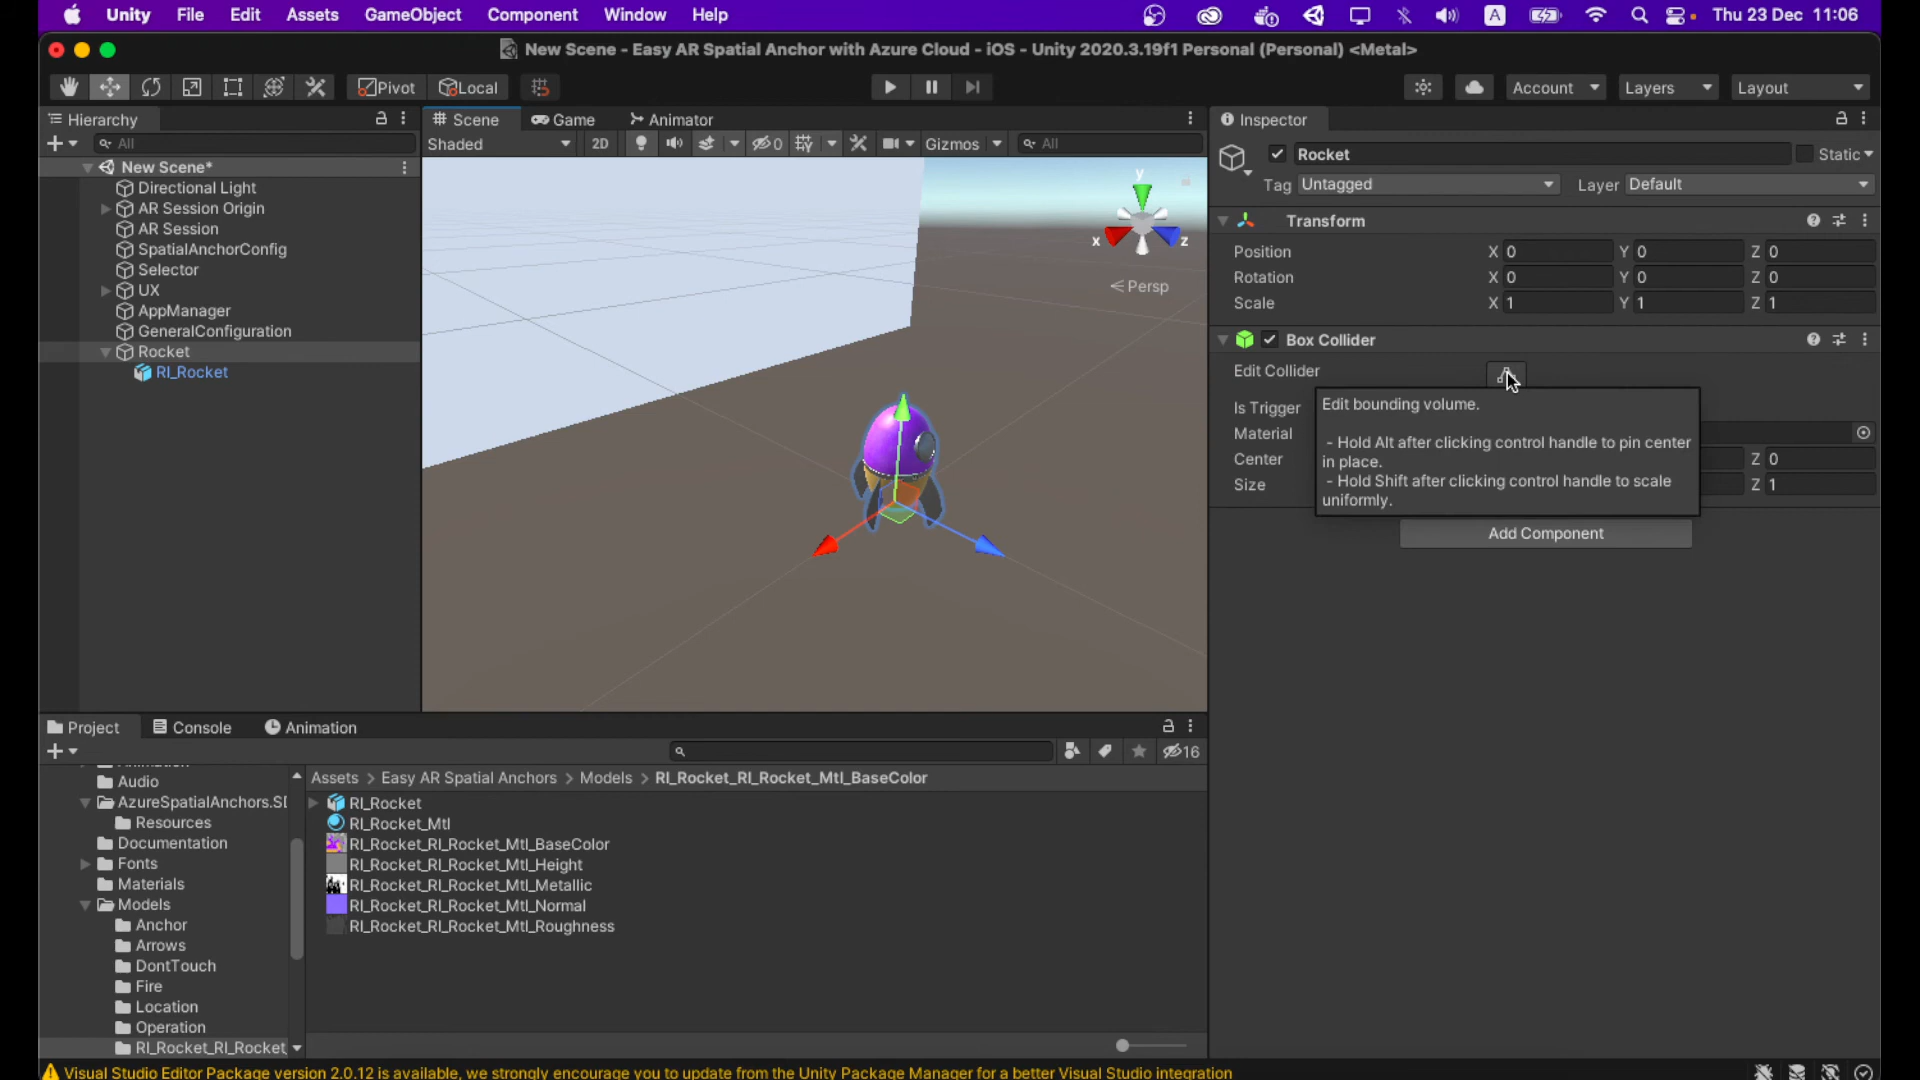 Unity File Edit Assets GameObject Component Window Help A Thu 23 Dec 11:06
New Scene - Easy AR Spatial Anchor with Azure Cloud - iOS - Unity 2020.3.19f1 Personal (Personal) <Metal>
Pivot Local Account Layers Layout
Hierarchy
All
New Scene*
Directional Light
AR Session Origin
AR Session
SpatialAnchorConfig
Selector
UX
AppManager
GeneralConfiguration
Rocket
RI_Rocket
Scene Game Animator
Shaded 2D 0 Gizmos All
y
x z
Persp
Inspector
Rocket Static
Tag Untagged Layer Default
Transform
Position X 0 Y 0 Z 0
Rotation X 0 Y 0 Z 0
Scale X 1 Y 1 Z 1
Box Collider
Edit Collider
Is Trigger
Material
Center Z 0
Size Z 1
Edit bounding volume.
- Hold Alt after clicking control handle to pin center
in place.
- Hold Shift after clicking control handle to scale
uniformly.
Add Component
Project Console Animation
16
Audio
AzureSpatialAnchors.SI
Resources
Documentation
Fonts
Materials
Models
Anchor
Arrows
DontTouch
Fire
Location
Operation
RI_Rocket_RI_Rocket_
Assets > Easy AR Spatial Anchors > Models > RI_Rocket_RI_Rocket_Mtl_BaseColor
RI_Rocket
RI_Rocket_Mtl
RI_Rocket_RI_Rocket_Mtl_BaseColor
RI_Rocket_RI_Rocket_Mtl_Height
RI_Rocket_RI_Rocket_Mtl_Metallic
RI_Rocket_RI_Rocket_Mtl_Normal
RI_Rocket_RI_Rocket_Mtl_Roughness
Visual Studio Editor Package version 2.0.12 is available, we strongly encourage you to update from the Unity Package Manager for a better Visual Studio integration